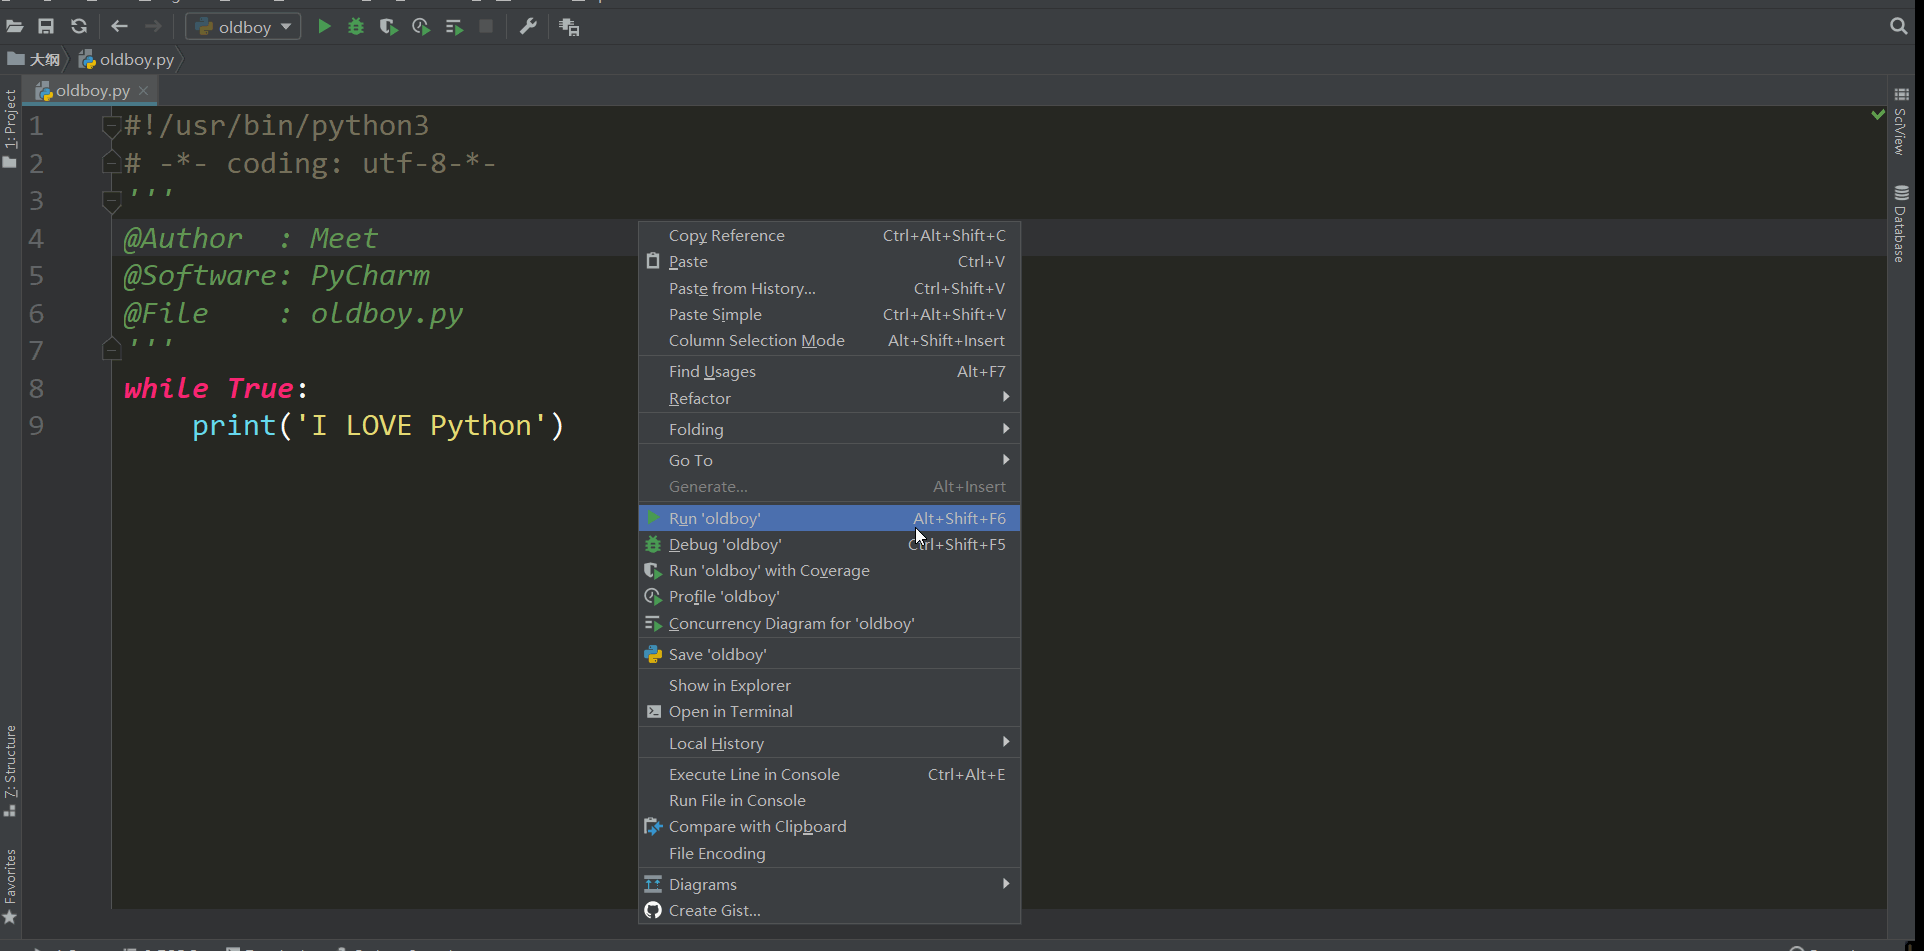 oldboy
大纲 oldboy.py
oldboy.py
1: Project
SciView
Database
Z: Structure
Favorites
1 #!/usr/bin/python3
2 # -*- coding: utf-8-*-
3 '''
4 @Author  : Meet
5 @Software: PyCharm
6 @File    : oldboy.py
7 '''
8 while True:
9     print('I LOVE Python')
Copy Reference Ctrl+Alt+Shift+C
Paste Ctrl+V
Paste from History... Ctrl+Shift+V
Paste Simple Ctrl+Alt+Shift+V
Column Selection Mode Alt+Shift+Insert
Find Usages Alt+F7
Refactor
Folding
Go To
Generate... Alt+Insert
Run 'oldboy' Alt+Shift+F6
Debug 'oldboy' Ctrl+Shift+F5
Run 'oldboy' with Coverage
Profile 'oldboy'
Concurrency Diagram for 'oldboy'
Save 'oldboy'
Show in Explorer
Open in Terminal
Local History
Execute Line in Console Ctrl+Alt+E
Run File in Console
Compare with Clipboard
File Encoding
Diagrams
Create Gist...